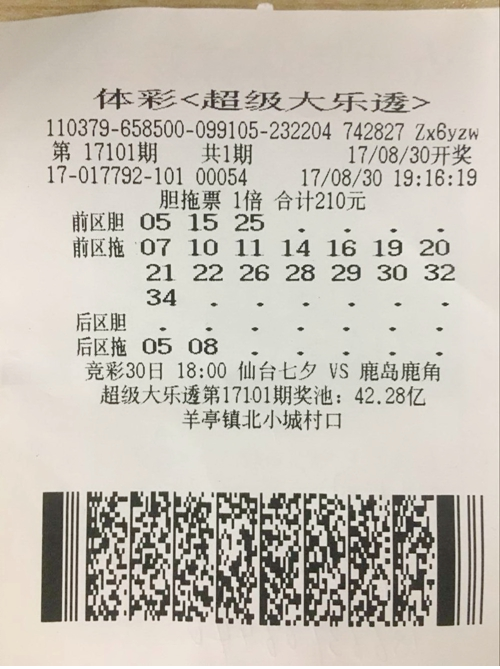 体彩<超级大乐透>
110379-658500-099105-232204 742827 Zx6yzw
第 17101期 共1期 17/08/30开奖
17-017792-101 00054 17/08/30 19:16:19
胆拖票 1倍 合计210元
前区胆 05 15 25 . . . .
前区拖 07 10 11 14 16 19 20
21 22 26 28 29 30 32
34 . . . . . .
后区胆 . . . . . . .
后区拖 05 08 . . . . .
竞彩30日 18:00 仙台七夕 VS 鹿岛鹿角
超级大乐透第17101期奖池：42.28亿
羊亭镇北小城村口